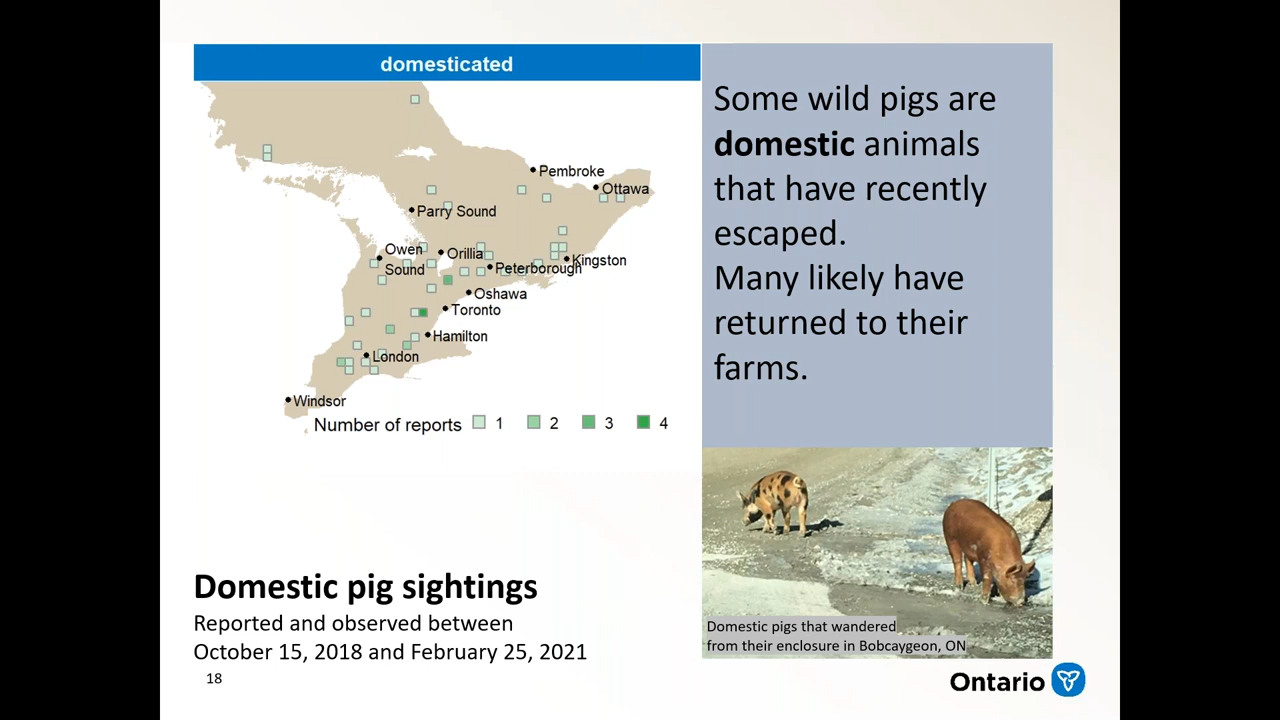 domesticated
Pembroke
Ottawa
Parry Sound
Owen
Sound
Orillia
Peterborough
Kingston
Oshawa
Toronto
Hamilton
London
Windsor
Number of reports 1 2 3 4
Some wild pigs are
domestic animals
that have recently
escaped.
Many likely have
returned to their
farms.
Domestic pigs that wandered
from their enclosure in Bobcaygeon, ON
Domestic pig sightings
Reported and observed between
October 15, 2018 and February 25, 2021
18
Ontario